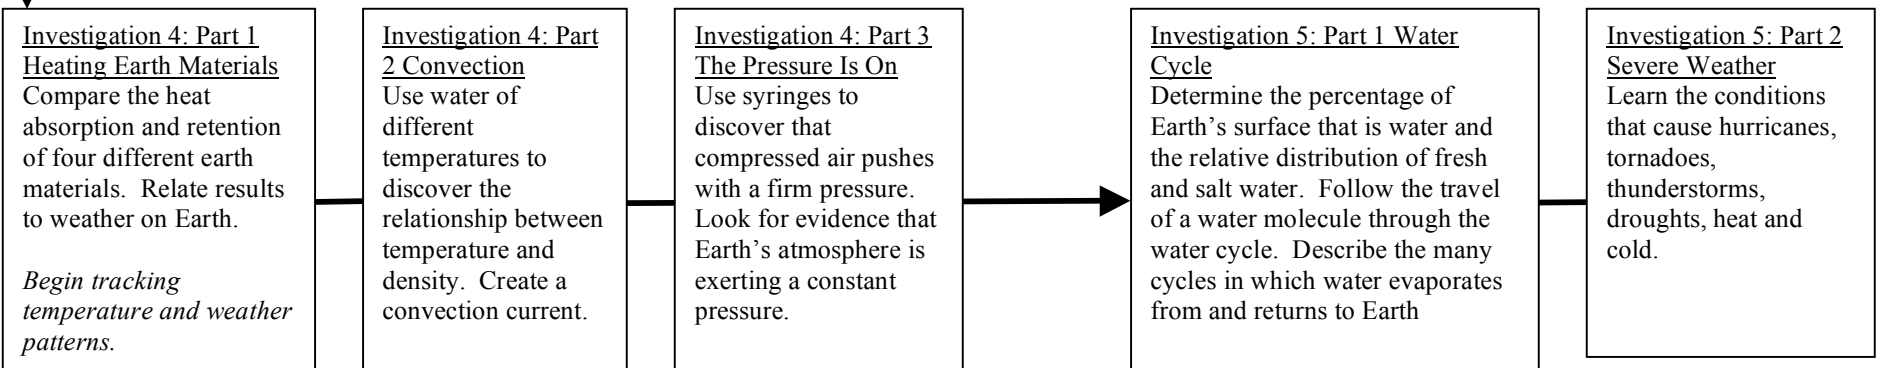 Investigation 4: Part 1
Heating Earth Materials
Compare the heat
absorption and retention
of four different earth
materials.  Relate results
to weather on Earth.
Begin tracking
temperature and weather
patterns.
Investigation 4: Part
2 Convection
Use water of
different
temperatures to
discover the
relationship between
temperature and
density.  Create a
convection current.
Investigation 4: Part 3
The Pressure Is On
Use syringes to
discover that
compressed air pushes
with a firm pressure.
Look for evidence that
Earth’s atmosphere is
exerting a constant
pressure.
Investigation 5: Part 1 Water
Cycle
Determine the percentage of
Earth’s surface that is water and
the relative distribution of fresh
and salt water.  Follow the travel
of a water molecule through the
water cycle.  Describe the many
cycles in which water evaporates
from and returns to Earth
Investigation 5: Part 2
Severe Weather
Learn the conditions
that cause hurricanes,
tornadoes,
thunderstorms,
droughts, heat and
cold.